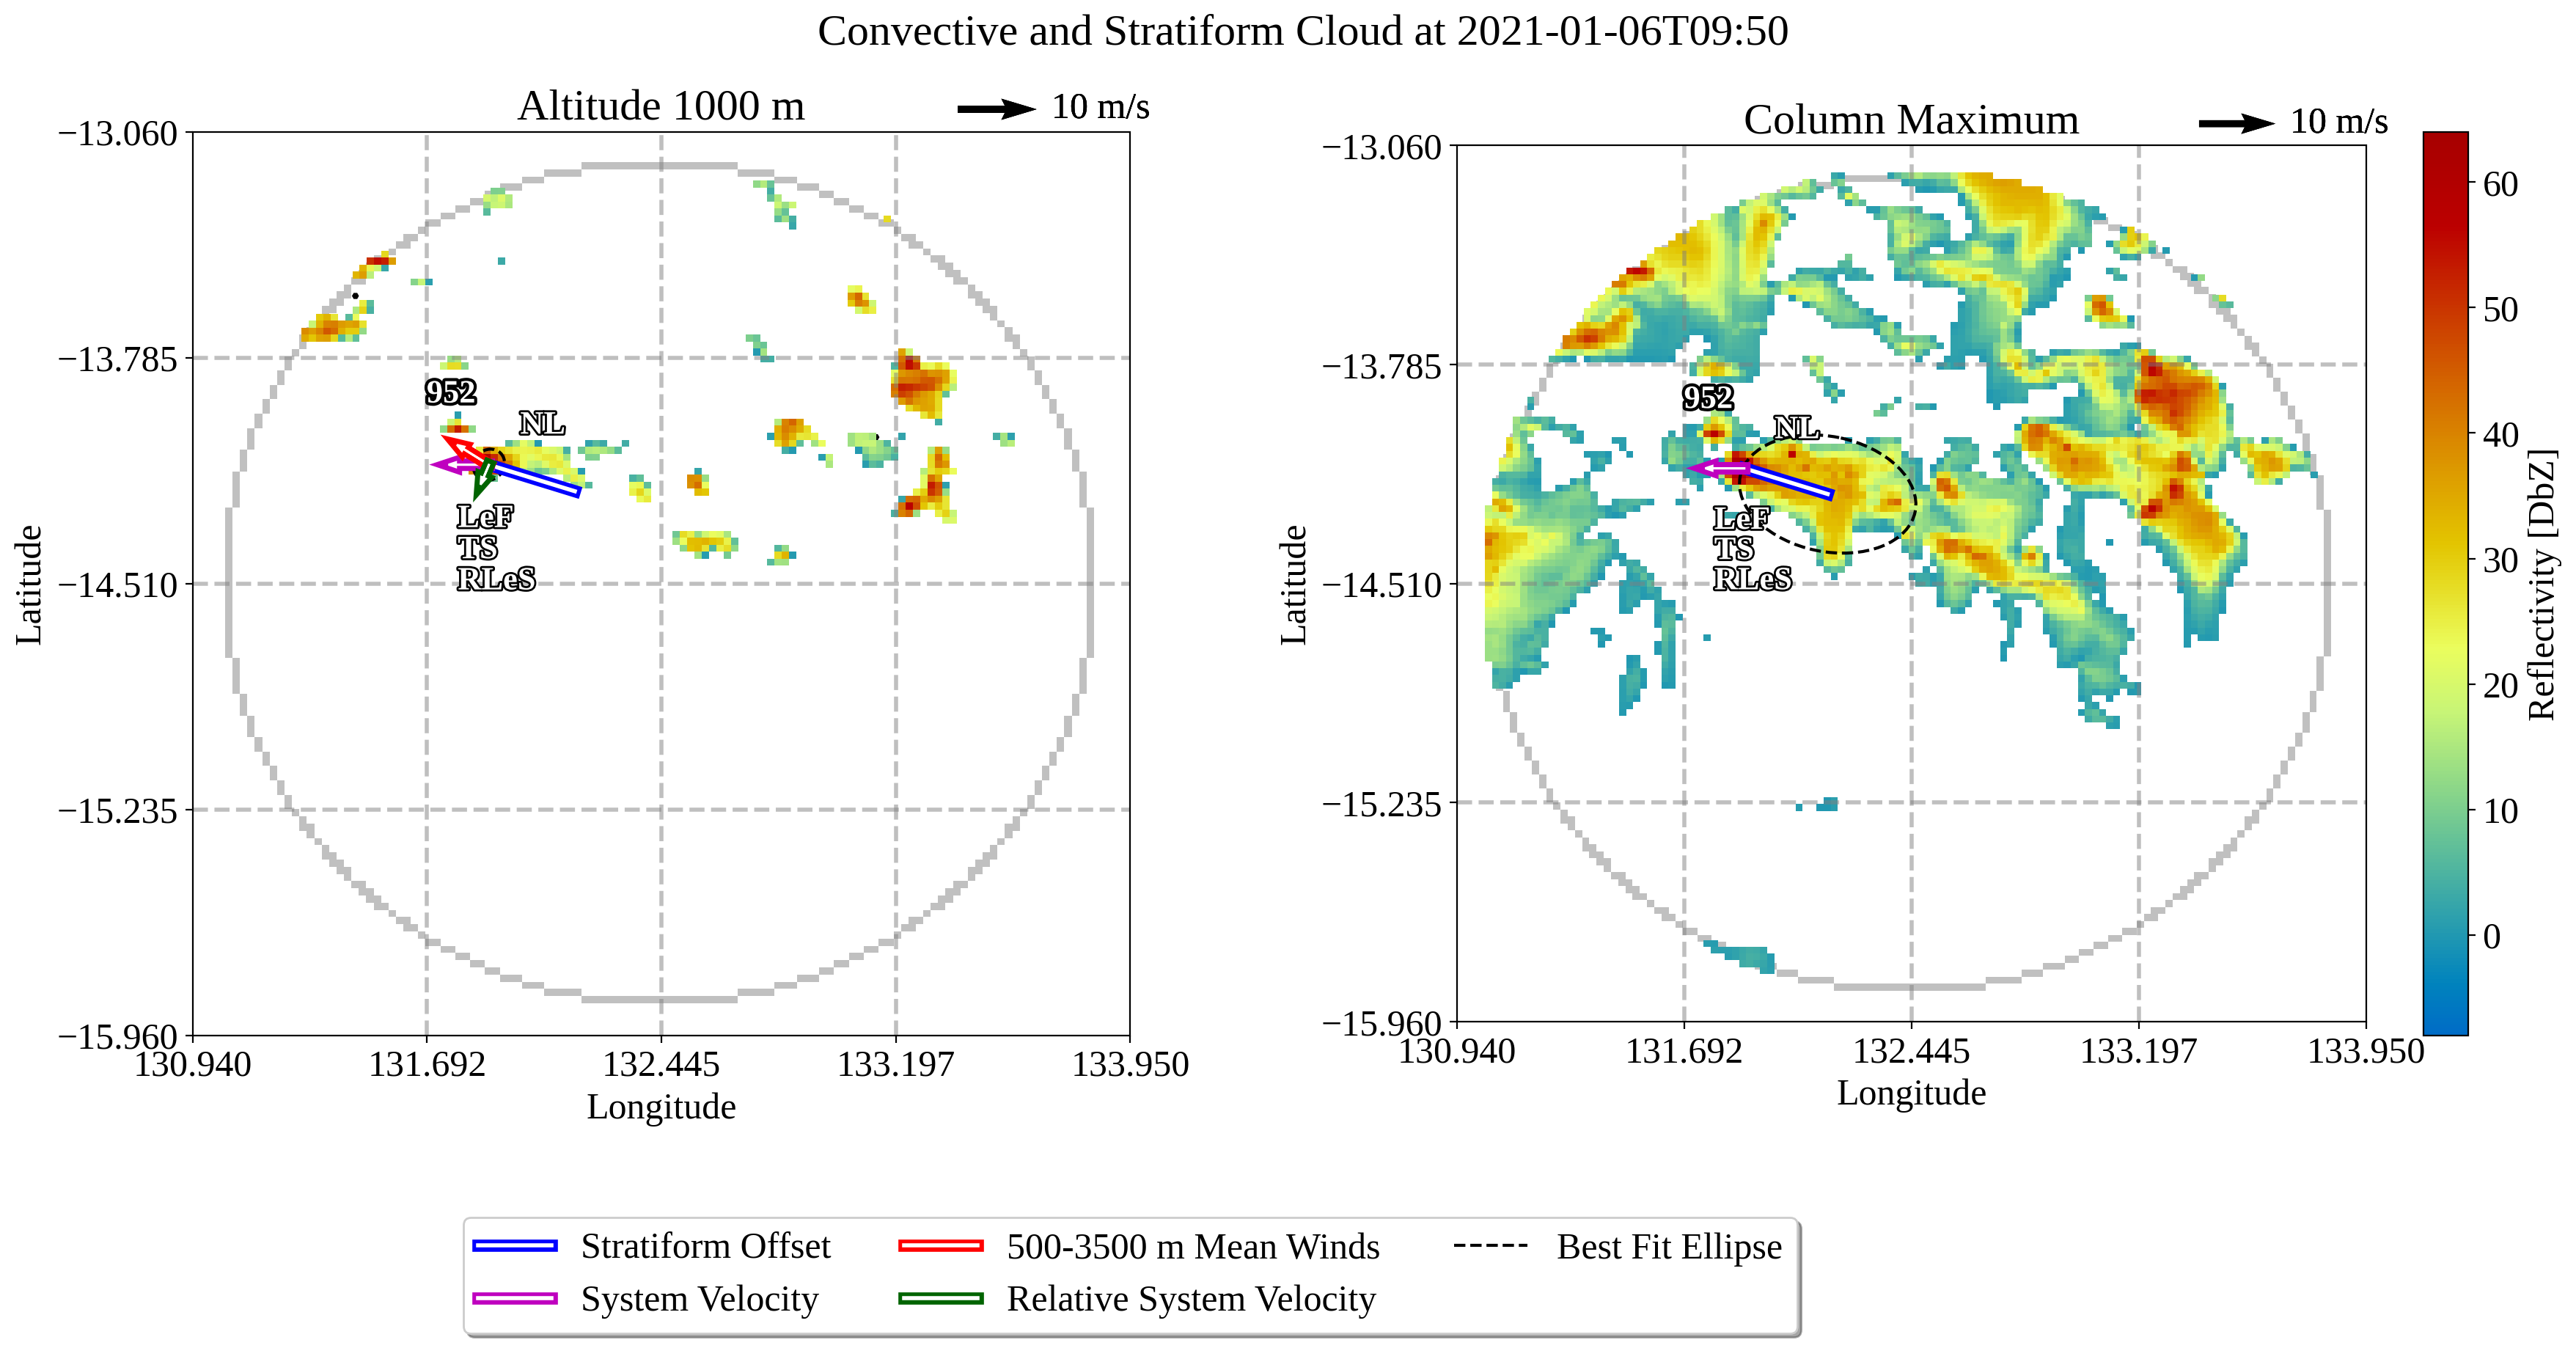 Convective and Stratiform Cloud at 2021-01-06T09:50
Altitude 1000 m
10 m/s
−13.060
−13.785
−14.510
−15.235
−15.960
130.940
131.692
132.445
133.197
133.950
Latitude
Longitude
952
NL
LeF
TS
RLeS
Column Maximum
10 m/s
−13.060
−13.785
−14.510
−15.235
−15.960
130.940
131.692
132.445
133.197
133.950
Latitude
Longitude
952
NL
LeF
TS
RLeS
60
50
40
30
20
10
0
Reflectivity [DbZ]
Stratiform Offset
System Velocity
500-3500 m Mean Winds
Relative System Velocity
Best Fit Ellipse